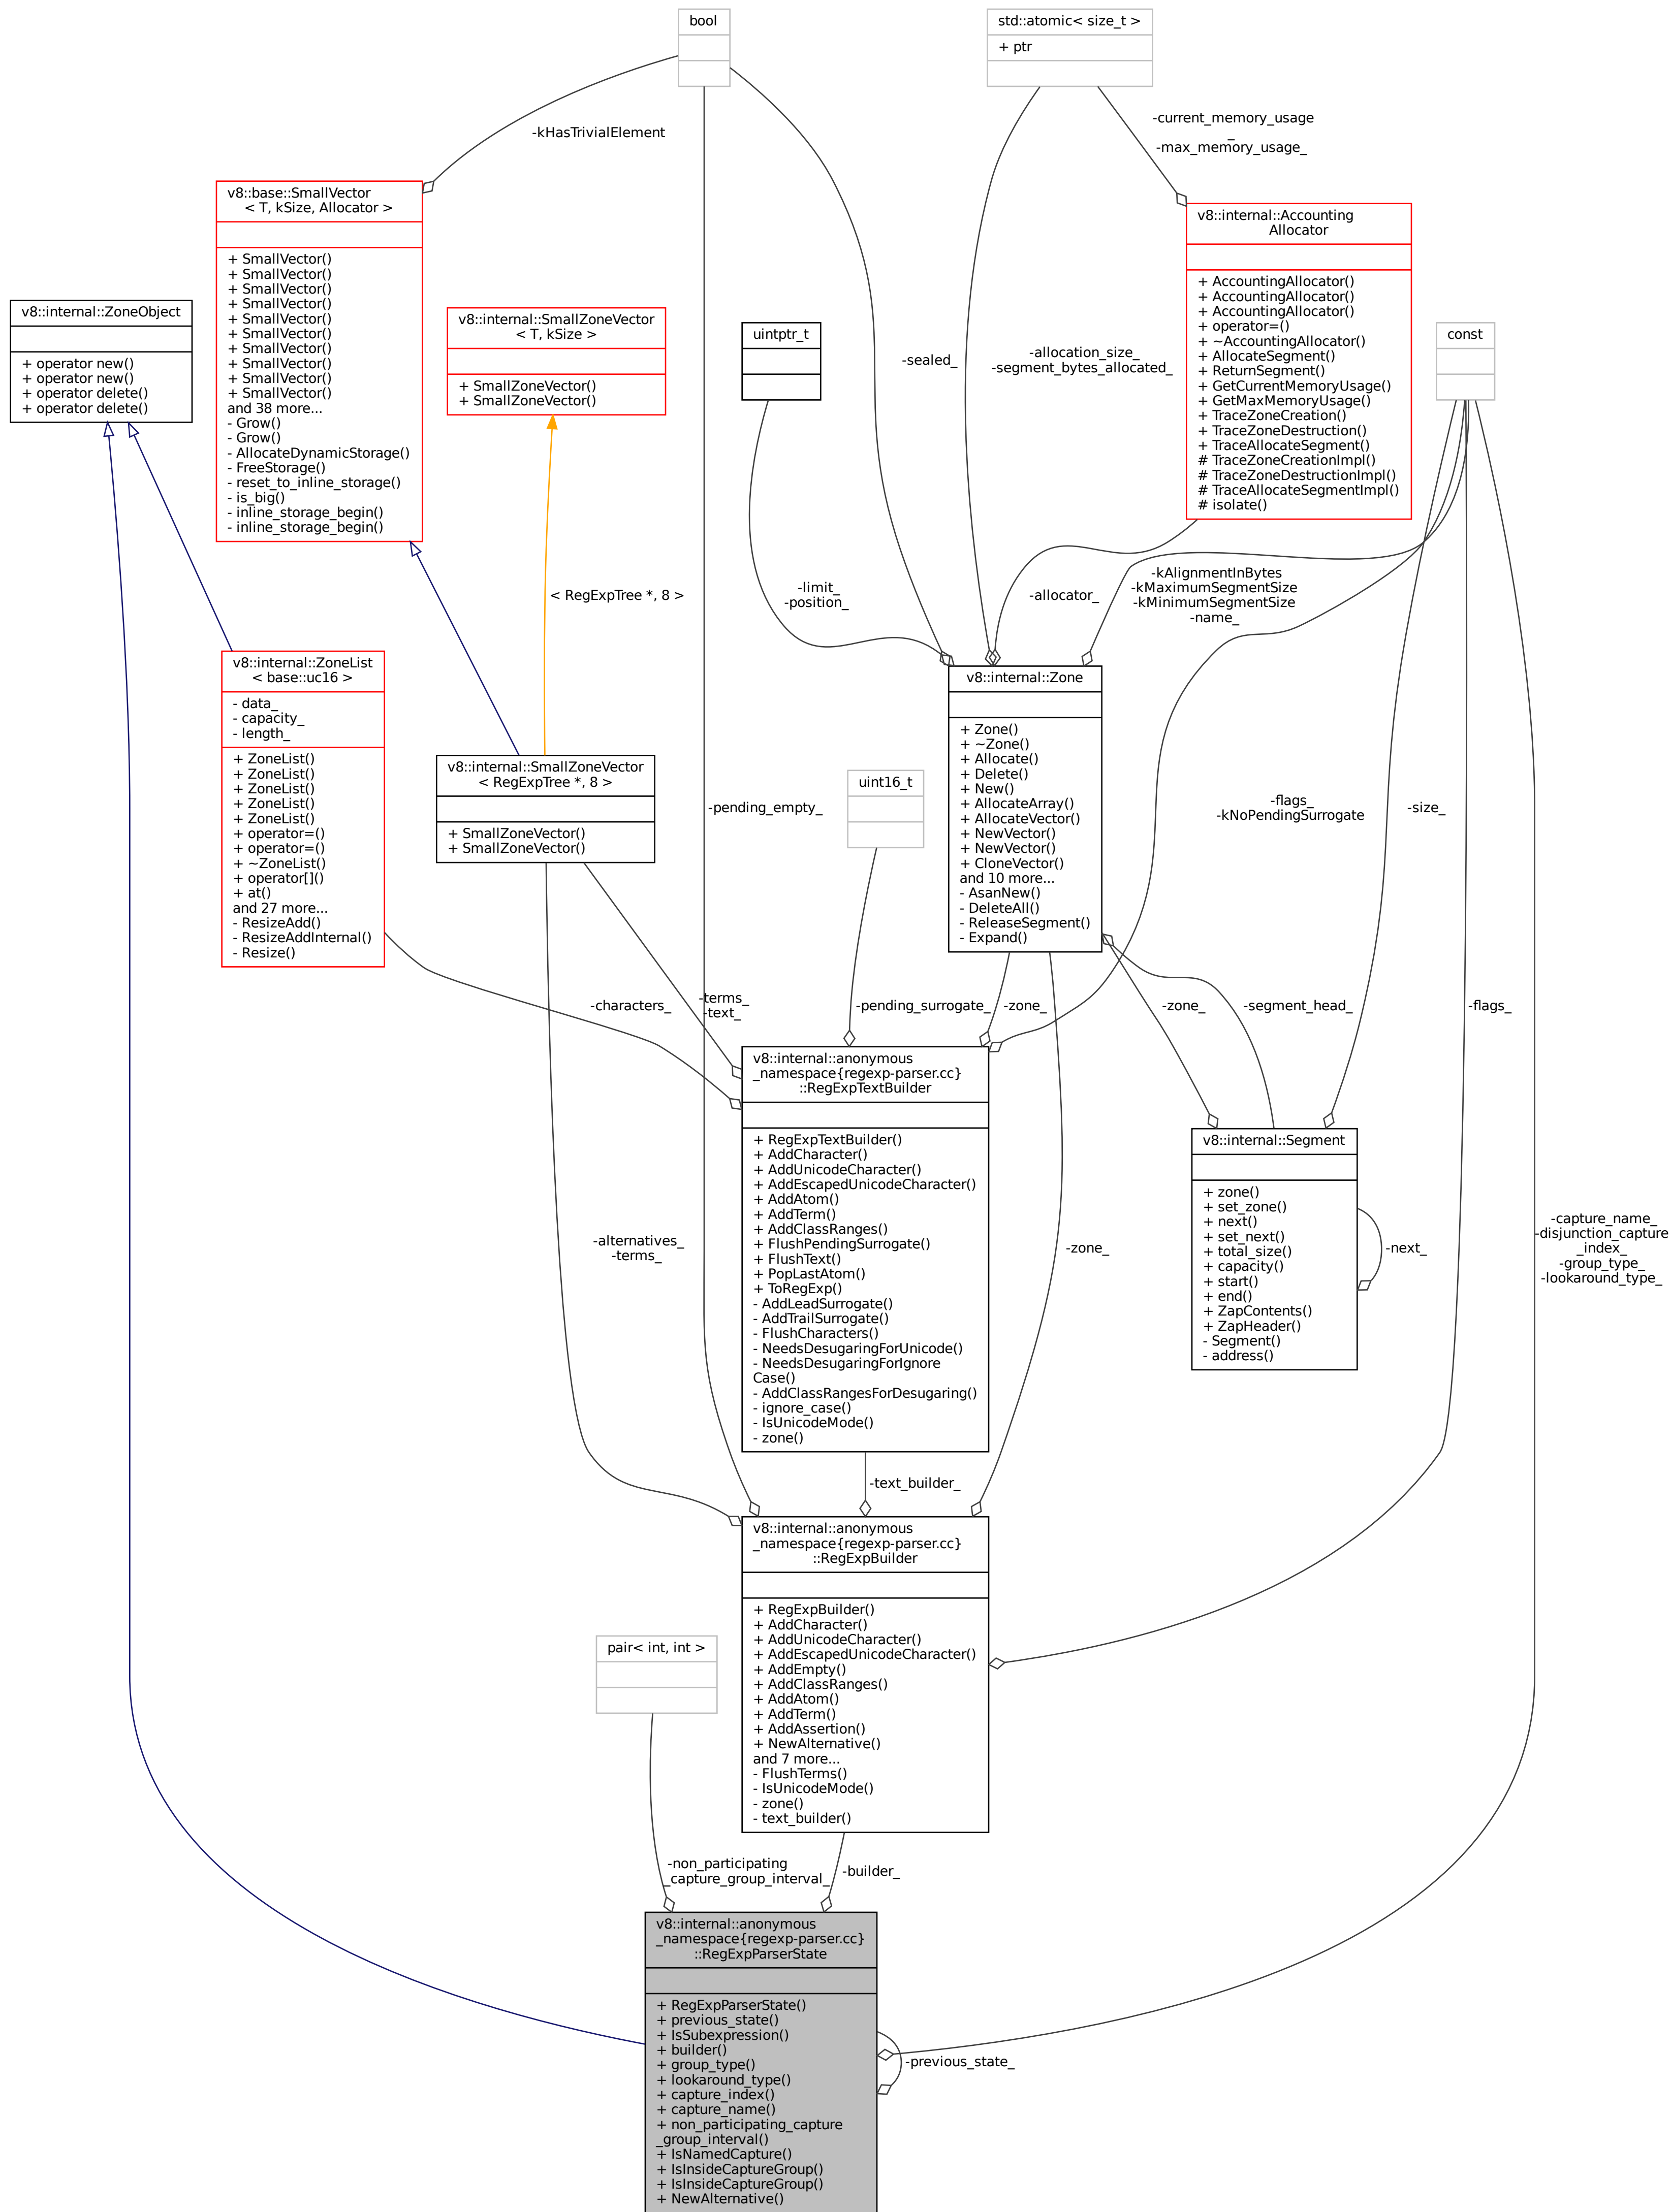 bool
std::atomic< size_t >
+ ptr
-kHasTrivialElement
-current_memory_usage
_
-max_memory_usage_
v8::base::SmallVector
< T, kSize, Allocator >
+ SmallVector()
+ SmallVector()
+ SmallVector()
+ SmallVector()
+ SmallVector()
+ SmallVector()
+ SmallVector()
+ SmallVector()
+ SmallVector()
+ SmallVector()
and 38 more...
- Grow()
- Grow()
- AllocateDynamicStorage()
- FreeStorage()
- reset_to_inline_storage()
- is_big()
- inline_storage_begin()
- inline_storage_begin()
v8::internal::Accounting
Allocator
+ AccountingAllocator()
+ AccountingAllocator()
+ AccountingAllocator()
+ operator=()
+ ~AccountingAllocator()
+ AllocateSegment()
+ ReturnSegment()
+ GetCurrentMemoryUsage()
+ GetMaxMemoryUsage()
+ TraceZoneCreation()
+ TraceZoneDestruction()
+ TraceAllocateSegment()
# TraceZoneCreationImpl()
# TraceZoneDestructionImpl()
# TraceAllocateSegmentImpl()
# isolate()
v8::internal::ZoneObject
+ operator new()
+ operator new()
+ operator delete()
+ operator delete()
v8::internal::SmallZoneVector
< T, kSize >
+ SmallZoneVector()
+ SmallZoneVector()
uintptr_t
const
-sealed_
-allocation_size_
-segment_bytes_allocated_
< RegExpTree *, 8 >
-limit_
-position_
-allocator_
-kAlignmentInBytes
-kMaximumSegmentSize
-kMinimumSegmentSize
-name_
v8::internal::ZoneList
< base::uc16 >
- data_
- capacity_
- length_
+ ZoneList()
+ ZoneList()
+ ZoneList()
+ ZoneList()
+ ZoneList()
+ operator=()
+ operator=()
+ ~ZoneList()
+ operator[]()
+ at()
and 27 more...
- ResizeAdd()
- ResizeAddInternal()
- Resize()
v8::internal::SmallZoneVector
< RegExpTree *, 8 >
+ SmallZoneVector()
+ SmallZoneVector()
-pending_empty_
uint16_t
v8::internal::Zone
+ Zone()
+ ~Zone()
+ Allocate()
+ Delete()
+ New()
+ AllocateArray()
+ AllocateVector()
+ NewVector()
+ NewVector()
+ CloneVector()
and 10 more...
- AsanNew()
- DeleteAll()
- ReleaseSegment()
- Expand()
-flags_
-kNoPendingSurrogate
-size_
-characters_
-terms_
-text_
-pending_surrogate_
-zone_
-zone_
-segment_head_
-flags_
v8::internal::anonymous
_namespace{regexp-parser.cc}
::RegExpTextBuilder
+ RegExpTextBuilder()
+ AddCharacter()
+ AddUnicodeCharacter()
+ AddEscapedUnicodeCharacter()
+ AddAtom()
+ AddTerm()
+ AddClassRanges()
+ FlushPendingSurrogate()
+ FlushText()
+ PopLastAtom()
+ ToRegExp()
- AddLeadSurrogate()
- AddTrailSurrogate()
- FlushCharacters()
- NeedsDesugaringForUnicode()
- NeedsDesugaringForIgnore
Case()
- AddClassRangesForDesugaring()
- ignore_case()
- IsUnicodeMode()
- zone()
v8::internal::Segment
+ zone()
+ set_zone()
+ next()
+ set_next()
+ total_size()
+ capacity()
+ start()
+ end()
+ ZapContents()
+ ZapHeader()
- Segment()
- address()
-next_
-alternatives_
-terms_
-zone_
-capture_name_
-disjunction_capture
_index_
-group_type_
-lookaround_type_
-text_builder_
v8::internal::anonymous
_namespace{regexp-parser.cc}
::RegExpBuilder
+ RegExpBuilder()
+ AddCharacter()
+ AddUnicodeCharacter()
+ AddEscapedUnicodeCharacter()
+ AddEmpty()
+ AddClassRanges()
+ AddAtom()
+ AddTerm()
+ AddAssertion()
+ NewAlternative()
and 7 more...
- FlushTerms()
- IsUnicodeMode()
- zone()
- text_builder()
pair< int, int >
-non_participating
_capture_group_interval_
-builder_
v8::internal::anonymous
_namespace{regexp-parser.cc}
::RegExpParserState
+ RegExpParserState()
+ previous_state()
+ IsSubexpression()
+ builder()
+ group_type()
+ lookaround_type()
+ capture_index()
+ capture_name()
+ non_participating_capture
_group_interval()
+ IsNamedCapture()
+ IsInsideCaptureGroup()
+ IsInsideCaptureGroup()
+ NewAlternative()
-previous_state_